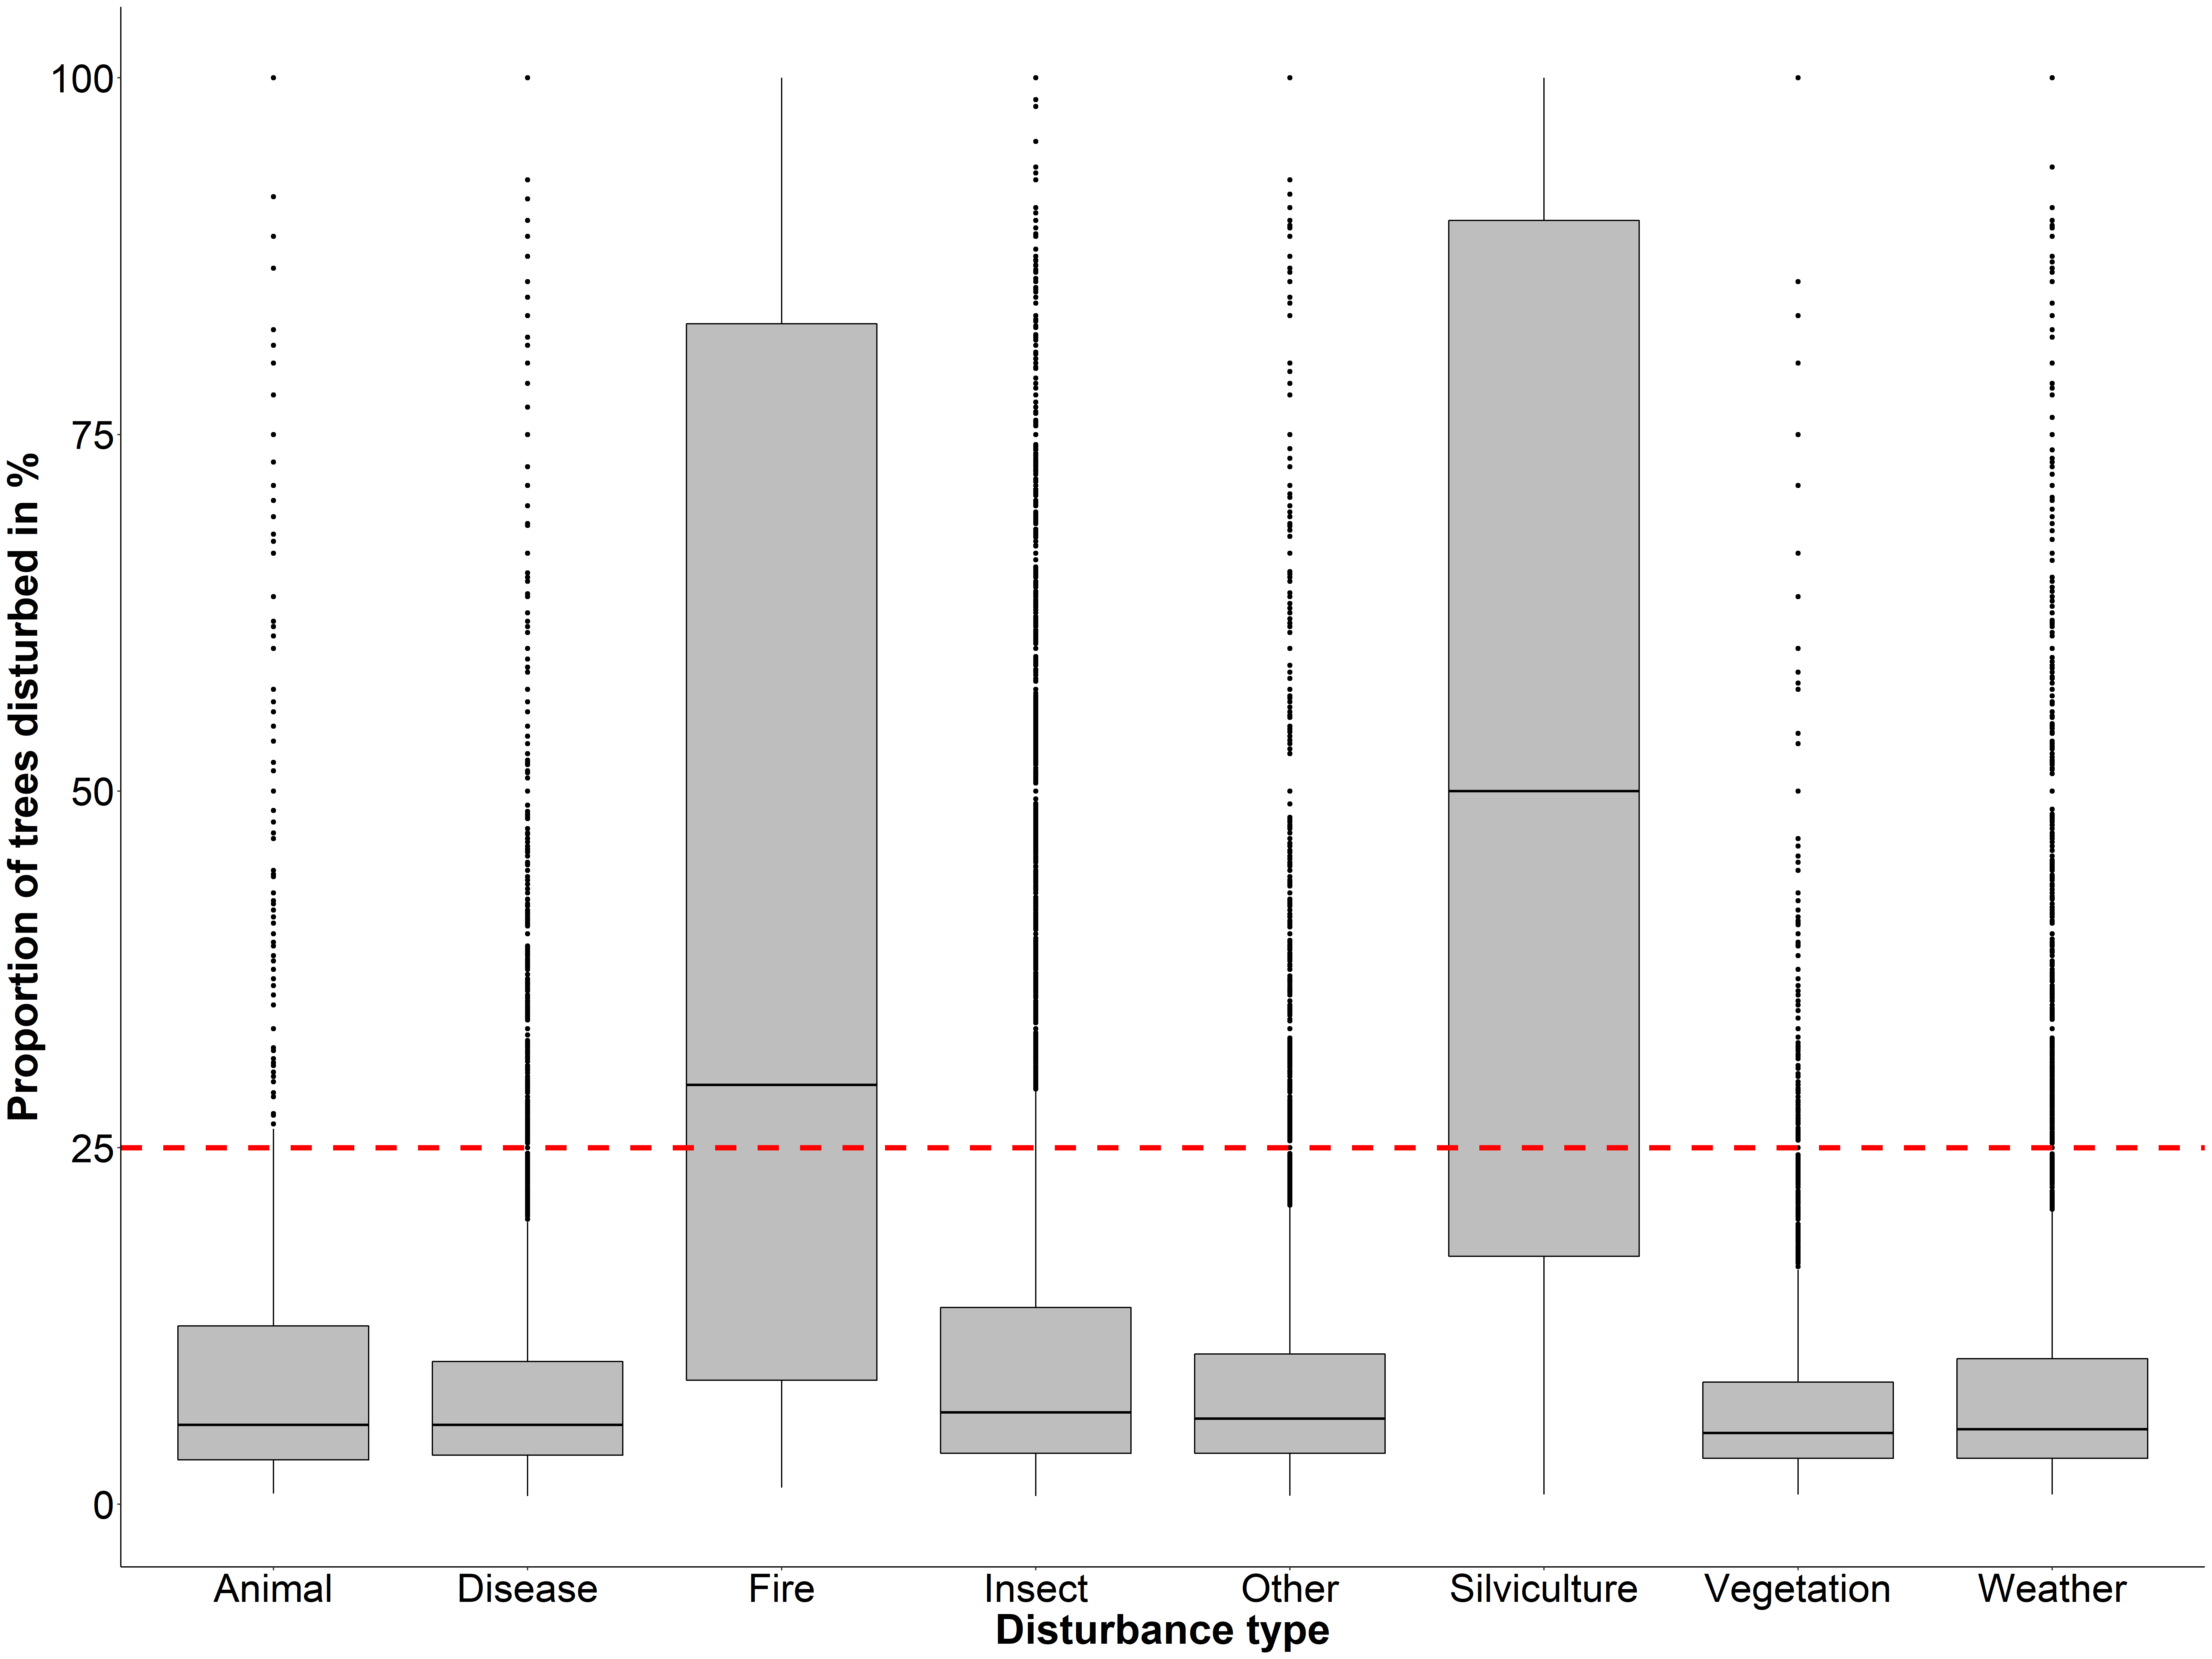 Proportion of trees disturbed in %
100
75
50
25
0
Animal Disease Fire Insect Other Silviculture Vegetation Weather
Disturbance type